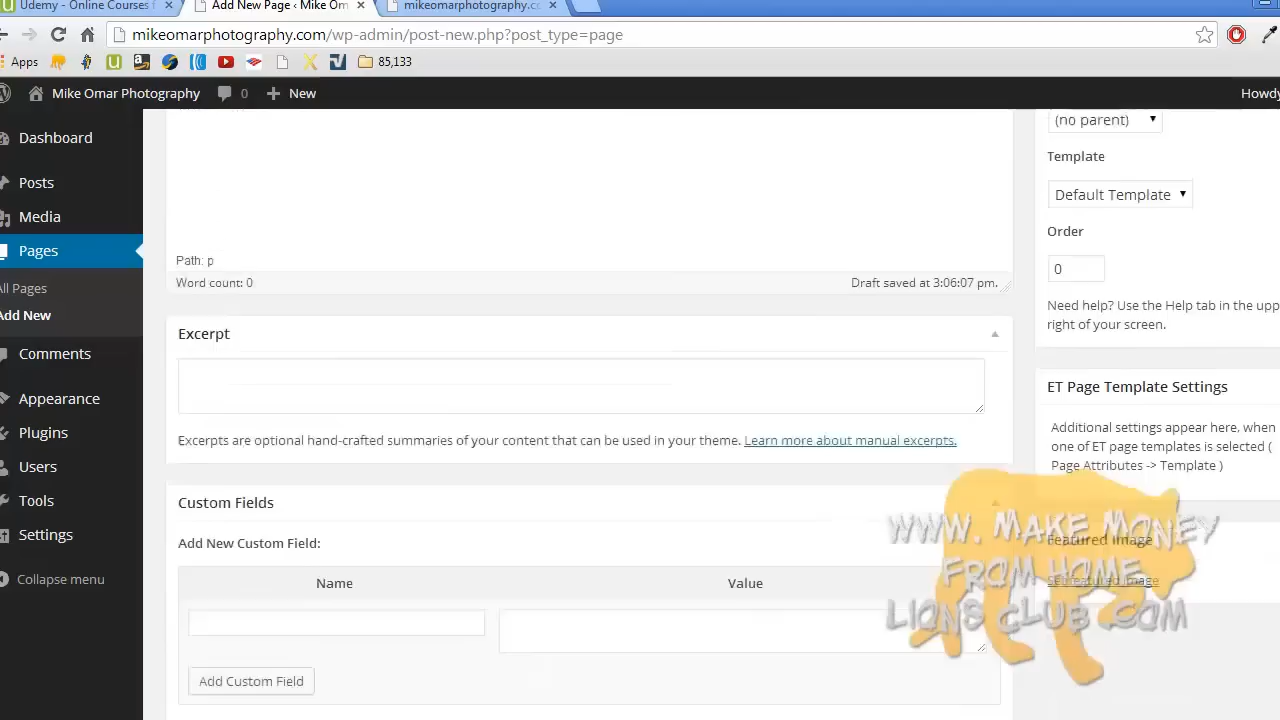 Udemy - Online Courses f
Add New Page ‹ Mike Om
mikeomarphotography.co
mikeomarphotography.com/wp-admin/post-new.php?post_type=page
Apps
85,133
Mike Omar Photography
0
New
Howdy
Dashboard
Posts
Media
Pages
All Pages
Add New
Comments
Appearance
Plugins
Users
Tools
Settings
Collapse menu
Path: p
Word count: 0
Draft saved at 3:06:07 pm.
Excerpt
Excerpts are optional hand-crafted summaries of your content that can be used in your theme. Learn more about manual excerpts.
Custom Fields
Add New Custom Field:
Name
Value
Add Custom Field
(no parent)
Template
Default Template
Order
0
Need help? Use the Help tab in the upp
right of your screen.
ET Page Template Settings
Additional settings appear here, when
one of ET page templates is selected (
Page Attributes -> Template )
Featured Image
Set featured image
WWW. MAKE MONEY
FROM HOME
LIONS CLUB .COM